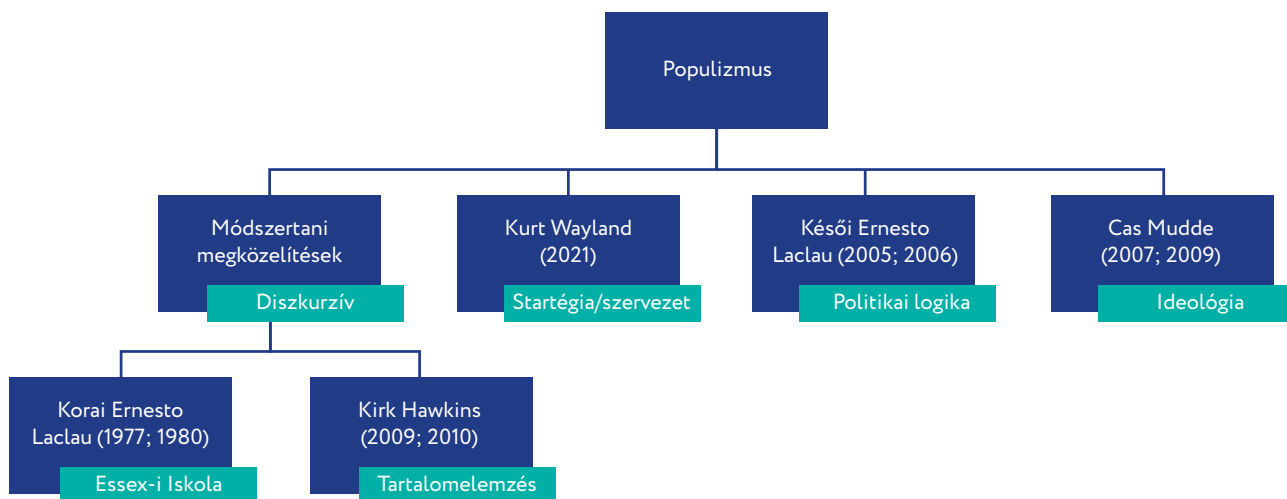 Populizmus
Módszertani
megközelítések
Diszkurzív
Kurt Wayland
(2021)
Startégia/szervezet
Késői Ernesto
Laclau (2005; 2006)
Politikai logika
Cas Mudde
(2007; 2009)
Ideológia
Korai Ernesto
Laclau (1977; 1980)
Essex-i Iskola
Kirk Hawkins
(2009; 2010)
Tartalomelemzés